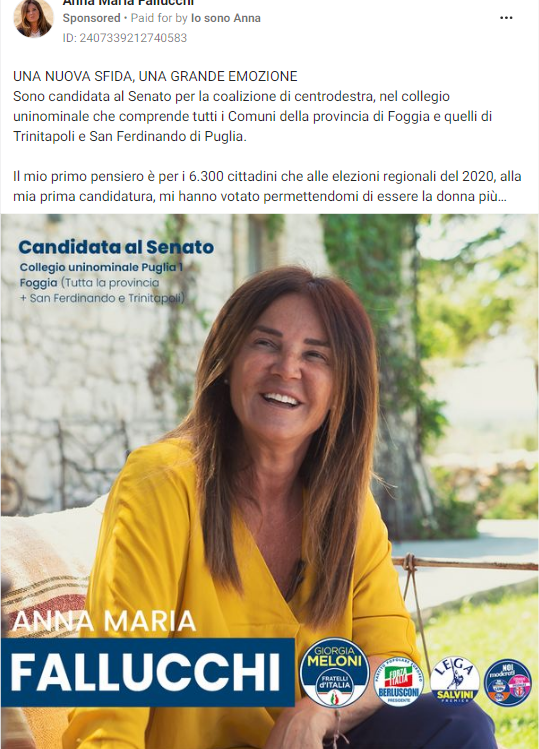 Anna Maria Fallucchi
Sponsored • Paid for by Io sono Anna
ID: 2407339212740583
UNA NUOVA SFIDA, UNA GRANDE EMOZIONE
Sono candidata al Senato per la coalizione di centrodestra, nel collegio
uninominale che comprende tutti i Comuni della provincia di Foggia e quelli di
Trinitapoli e San Ferdinando di Puglia.
Il mio primo pensiero è per i 6.300 cittadini che alle elezioni regionali del 2020, alla
mia prima candidatura, mi hanno votato permettendomi di essere la donna più...
Candidata al Senato
Collegio uninominale Puglia 1
Foggia (Tutta la provincia
+ San Ferdinando e Trinitapoli)
ANNA MARIA
FALLUCCHI
GIORGIA
MELONI
FRATELLI
d'ITALIA
FORZA
ITALIA
BERLUSCONI
PRESIDENTE
LEGA
SALVINI
PREMIER
NOI
moderati